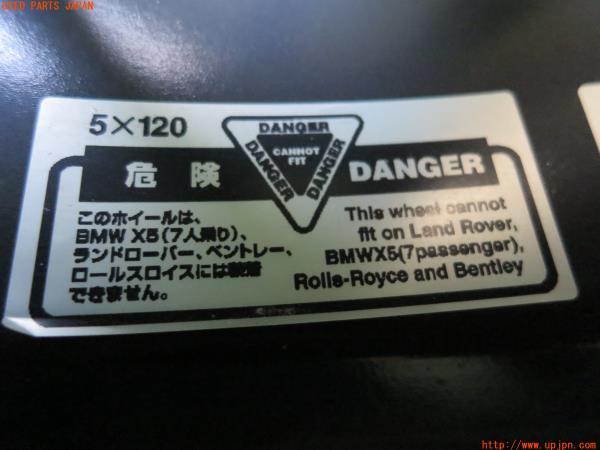 USED PARTS JAPAN
5×120
DANGER
DANGER
DANGER
CANNOT
FIT
危険
DANGER
このホイールは、
BMW X5(7人乗り)、
ランドローバー、ベントレー、
ロールスロイスには装着
できません。
This wheel cannot
fit on Land Rover,
BMWX5(7passenger),
Rolls-Royce and Bentley
© www.upjpn.com